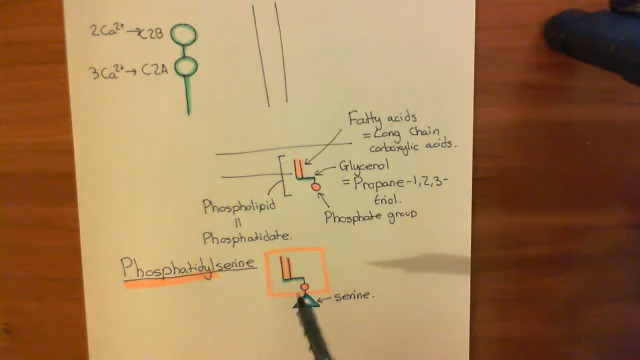 2Ca²⁺→C2B
3Ca²⁺→C2A
Fatty acids
= Long Chain
carboxylic acids.
Glycerol
= Propane-1,2,3-
triol.
Phosphate group
Phospholipid
=
Phosphatidate.
Phosphatidylserine
serine.